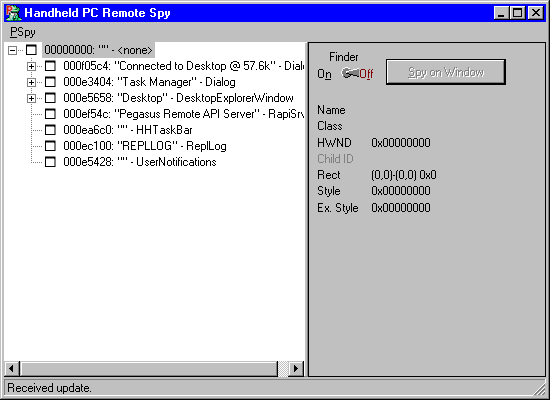 Handheld PC Remote Spy
PSpy
00000000: "" - <none>
000f05c4: "Connected to Desktop @ 57.6k" - Dialo
000e3404: "Task Manager" - Dialog
000e5658: "Desktop" - DesktopExplorerWindow
000ef54c: "Pegasus Remote API Server" - RapiSrv
000ea6c0: "" - HHTaskBar
000ec100: "REPLLOG" - ReplLog
000e5428: "" - UserNotifications
Finder
On Off
Spy on Window
Name
Class
HWND 0x00000000
Child ID
Rect (0,0)-(0,0) 0x0
Style 0x00000000
Ex. Style 0x00000000
Received update.